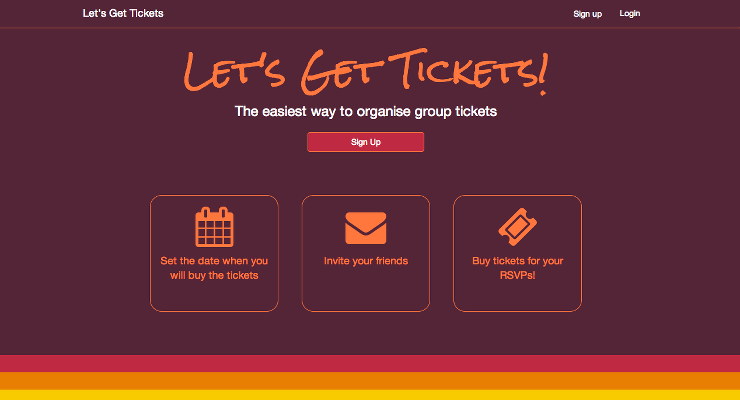 Let's Get Tickets
Sign up
Login
Let's Get Tickets!
The easiest way to organise group tickets
Sign Up
Set the date when you
will buy the tickets
Invite your friends
Buy tickets for your
RSVPs!